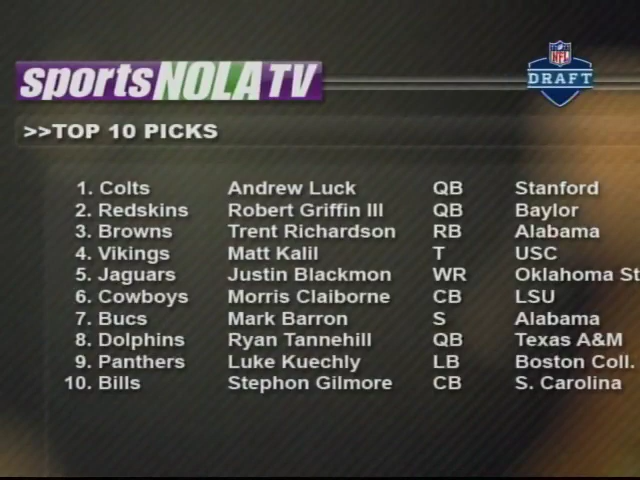 sportsNOLATV
NFL
DRAFT
>>TOP 10 PICKS
1. Colts Andrew Luck QB Stanford
2. Redskins Robert Griffin III QB Baylor
3. Browns Trent Richardson RB Alabama
4. Vikings Matt Kalil T USC
5. Jaguars Justin Blackmon WR Oklahoma St
6. Cowboys Morris Claiborne CB LSU
7. Bucs Mark Barron S Alabama
8. Dolphins Ryan Tannehill QB Texas A&M
9. Panthers Luke Kuechly LB Boston Coll.
10. Bills Stephon Gilmore CB S. Carolina